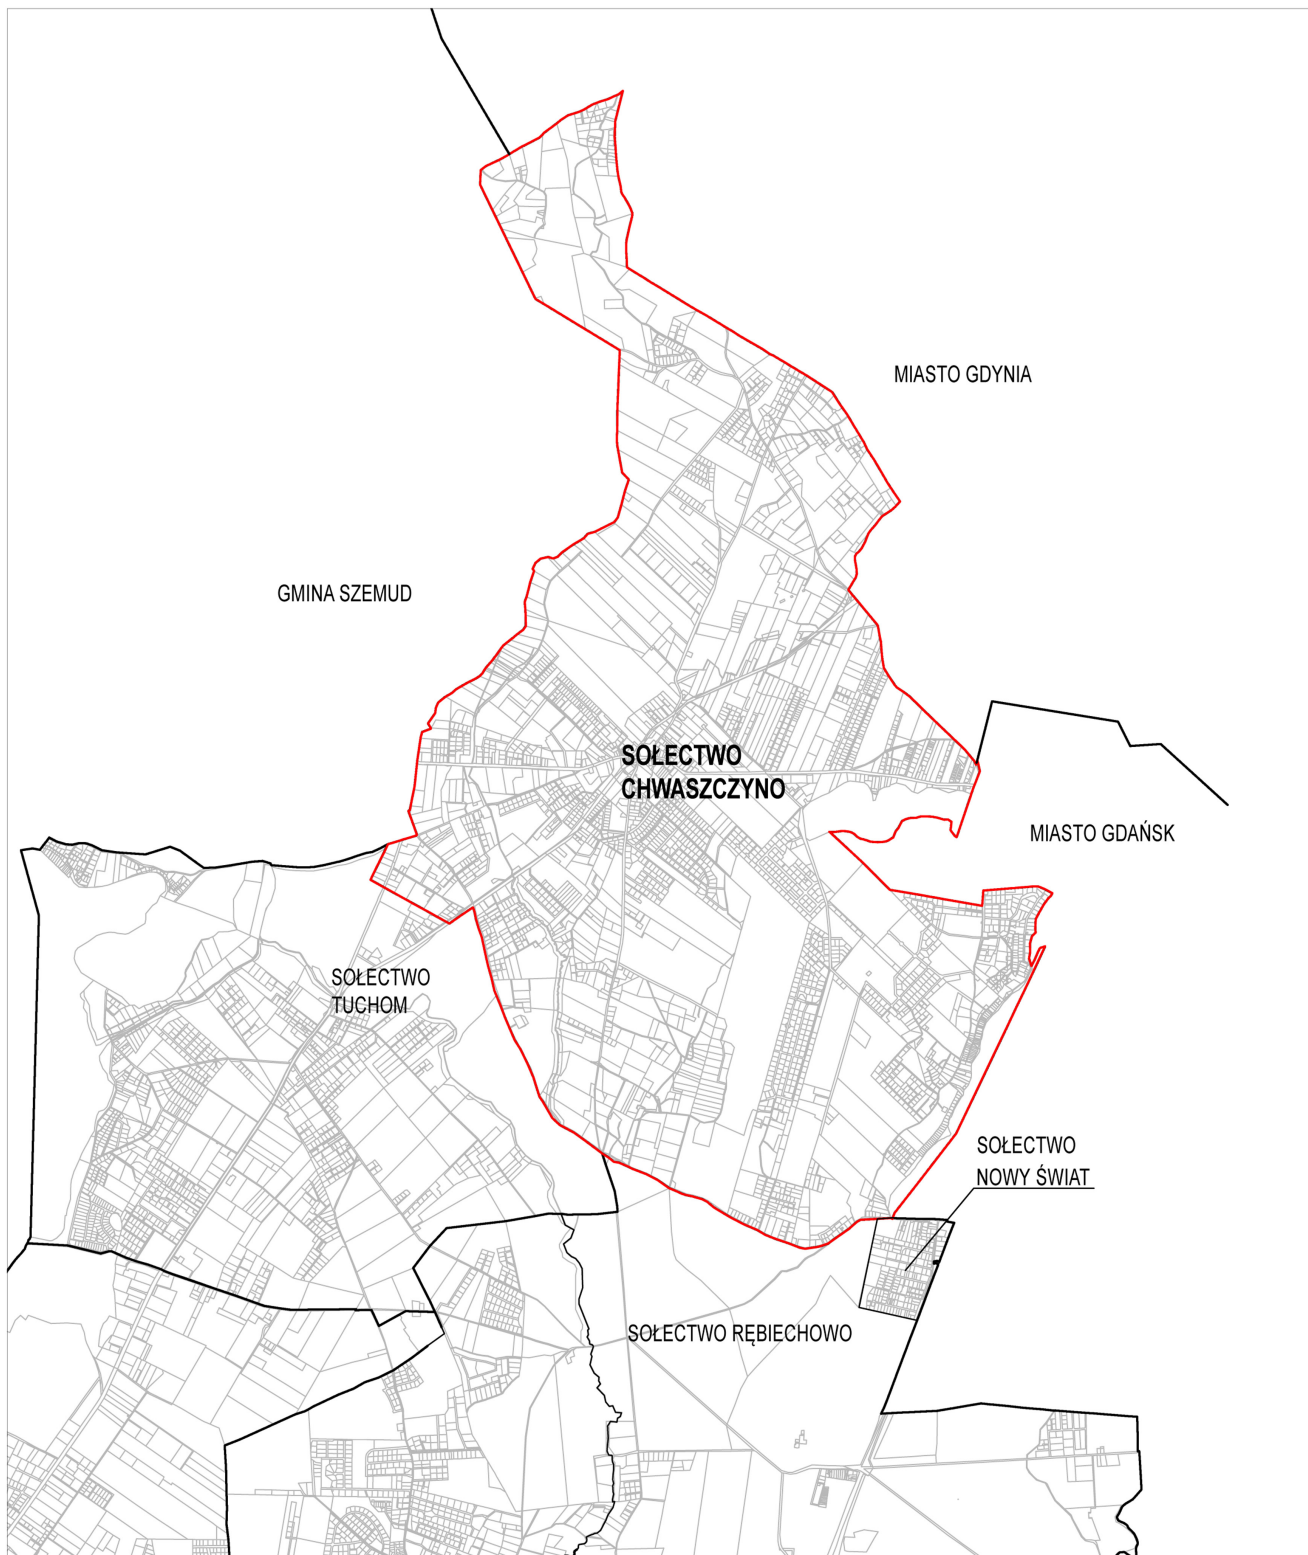 MIASTO GDYNIA
GMINA SZEMUD
SOŁECTWO
CHWASZCZYNO
MIASTO GDAŃSK
SOŁECTWO
TUCHOM
SOŁECTWO
NOWY ŚWIAT
SOŁECTWO RĘBIECHOWO